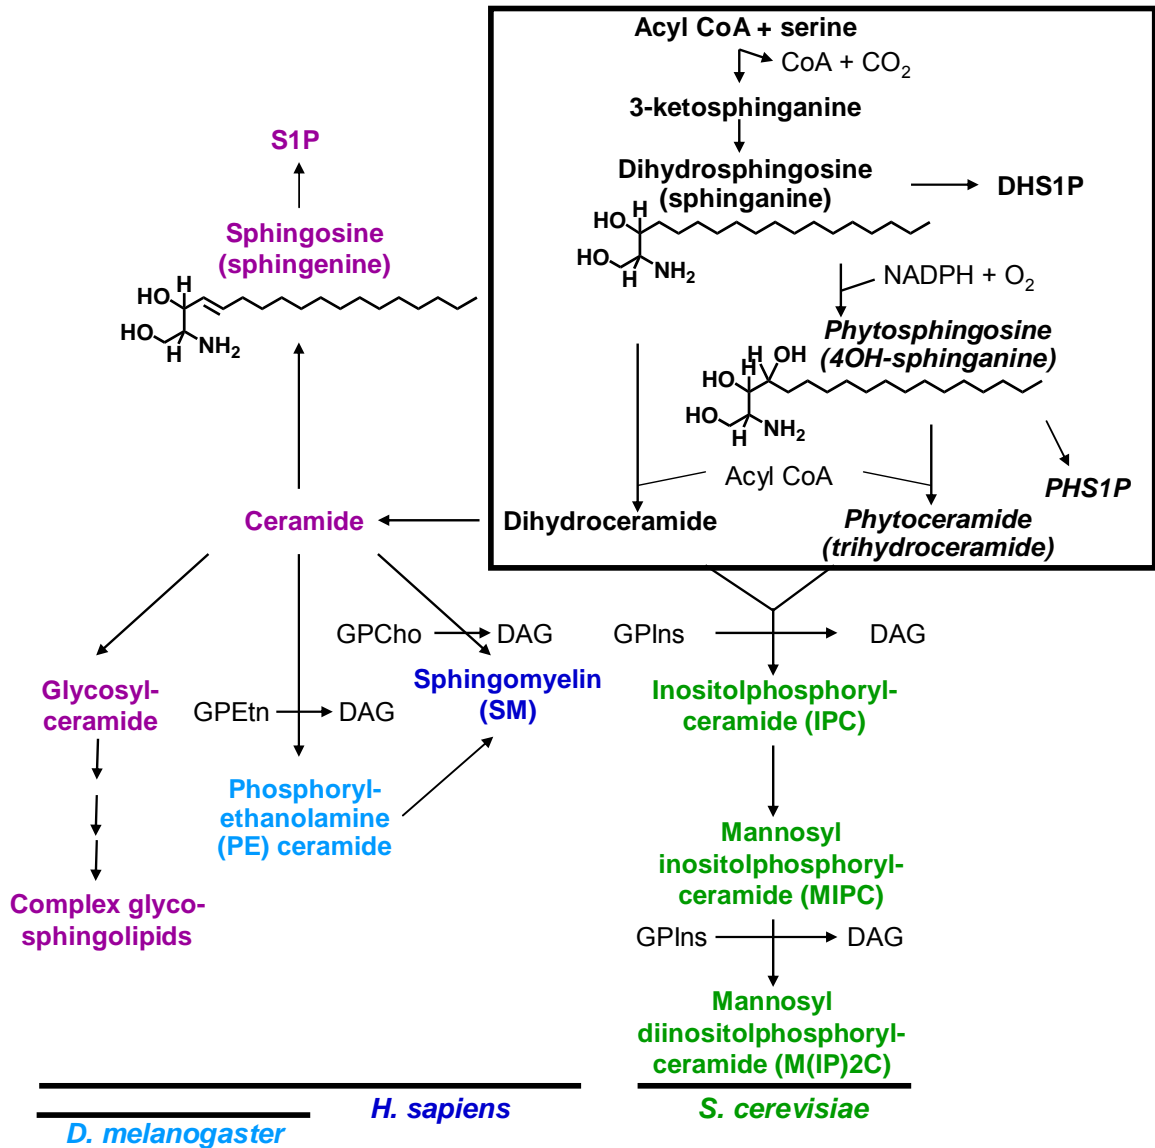 Acyl CoA + serine
CoA + CO2
3-ketosphinganine
Dihydrosphingosine
(sphinganine)
DHS1P
HO
H
HO
H
NH2
NADPH + O2
Phytosphingosine
(4OH-sphinganine)
H
OH
HO
H
HO
H
NH2
Acyl CoA
PHS1P
Dihydroceramide
Phytoceramide
(trihydroceramide)
S1P
Sphingosine
(sphingenine)
H
HO
HO
H
NH2
Ceramide
GPCho
DAG
GPIns
DAG
Glycosyl-
ceramide
GPEtn
DAG
Sphingomyelin
(SM)
Inositolphosphoryl-
ceramide (IPC)
Phosphoryl-
ethanolamine
(PE) ceramide
Mannosyl
inositolphosphoryl-
ceramide (MIPC)
Complex glyco-
sphingolipids
GPIns
DAG
Mannosyl
diinositolphosphoryl-
ceramide (M(IP)2C)
H. sapiens
S. cerevisiae
D. melanogaster